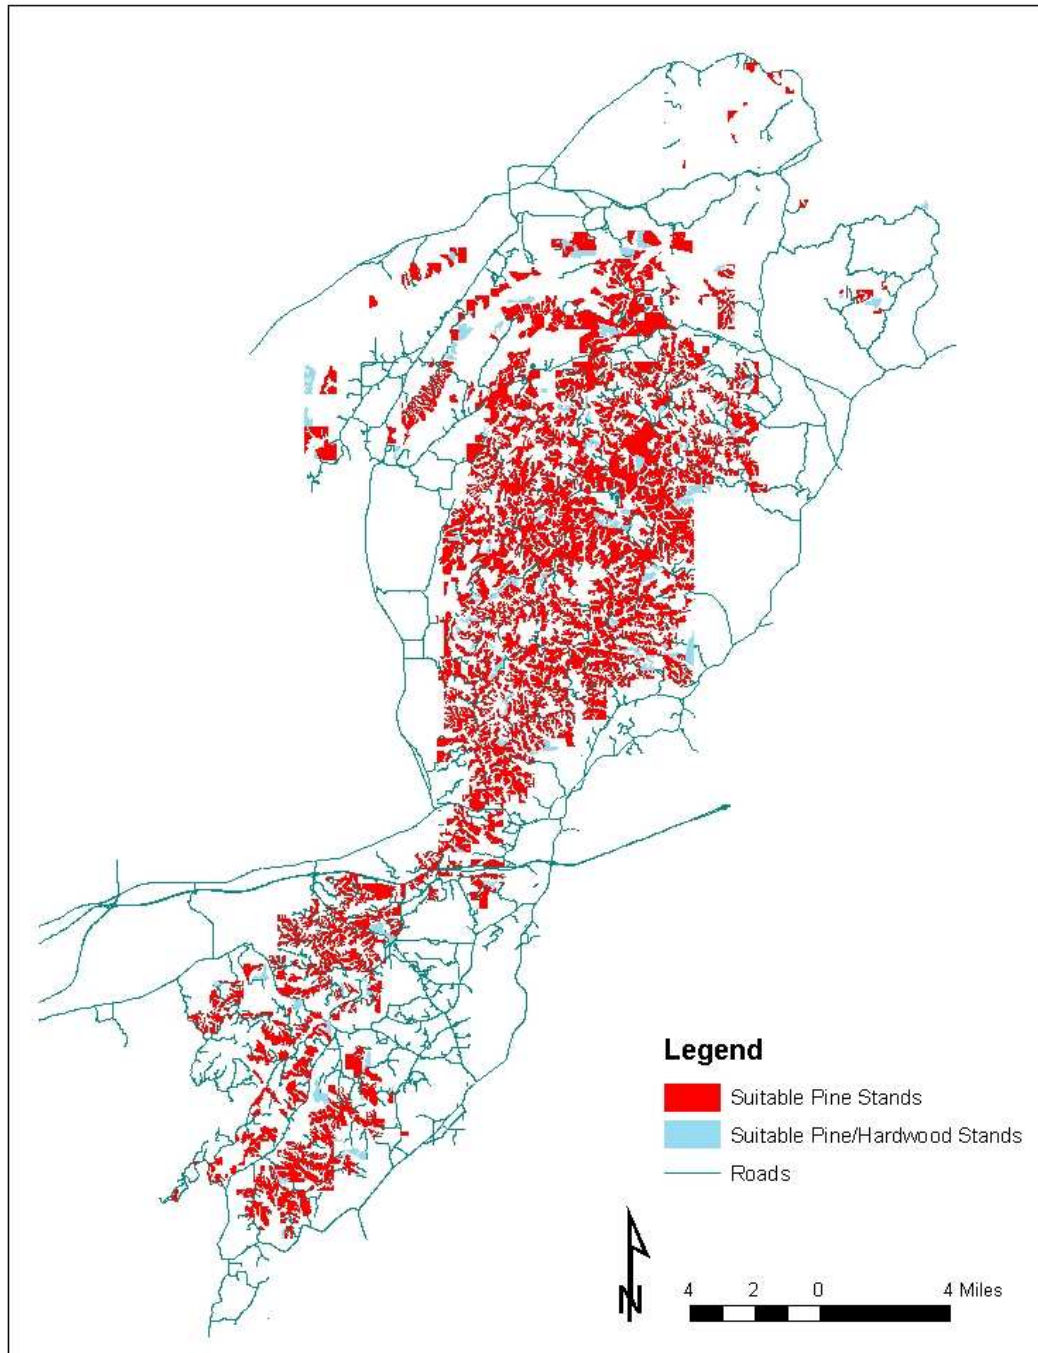 Legend
Suitable Pine Stands
Suitable Pine/Hardwood Stands
Roads
N
4 2 0 4 Miles